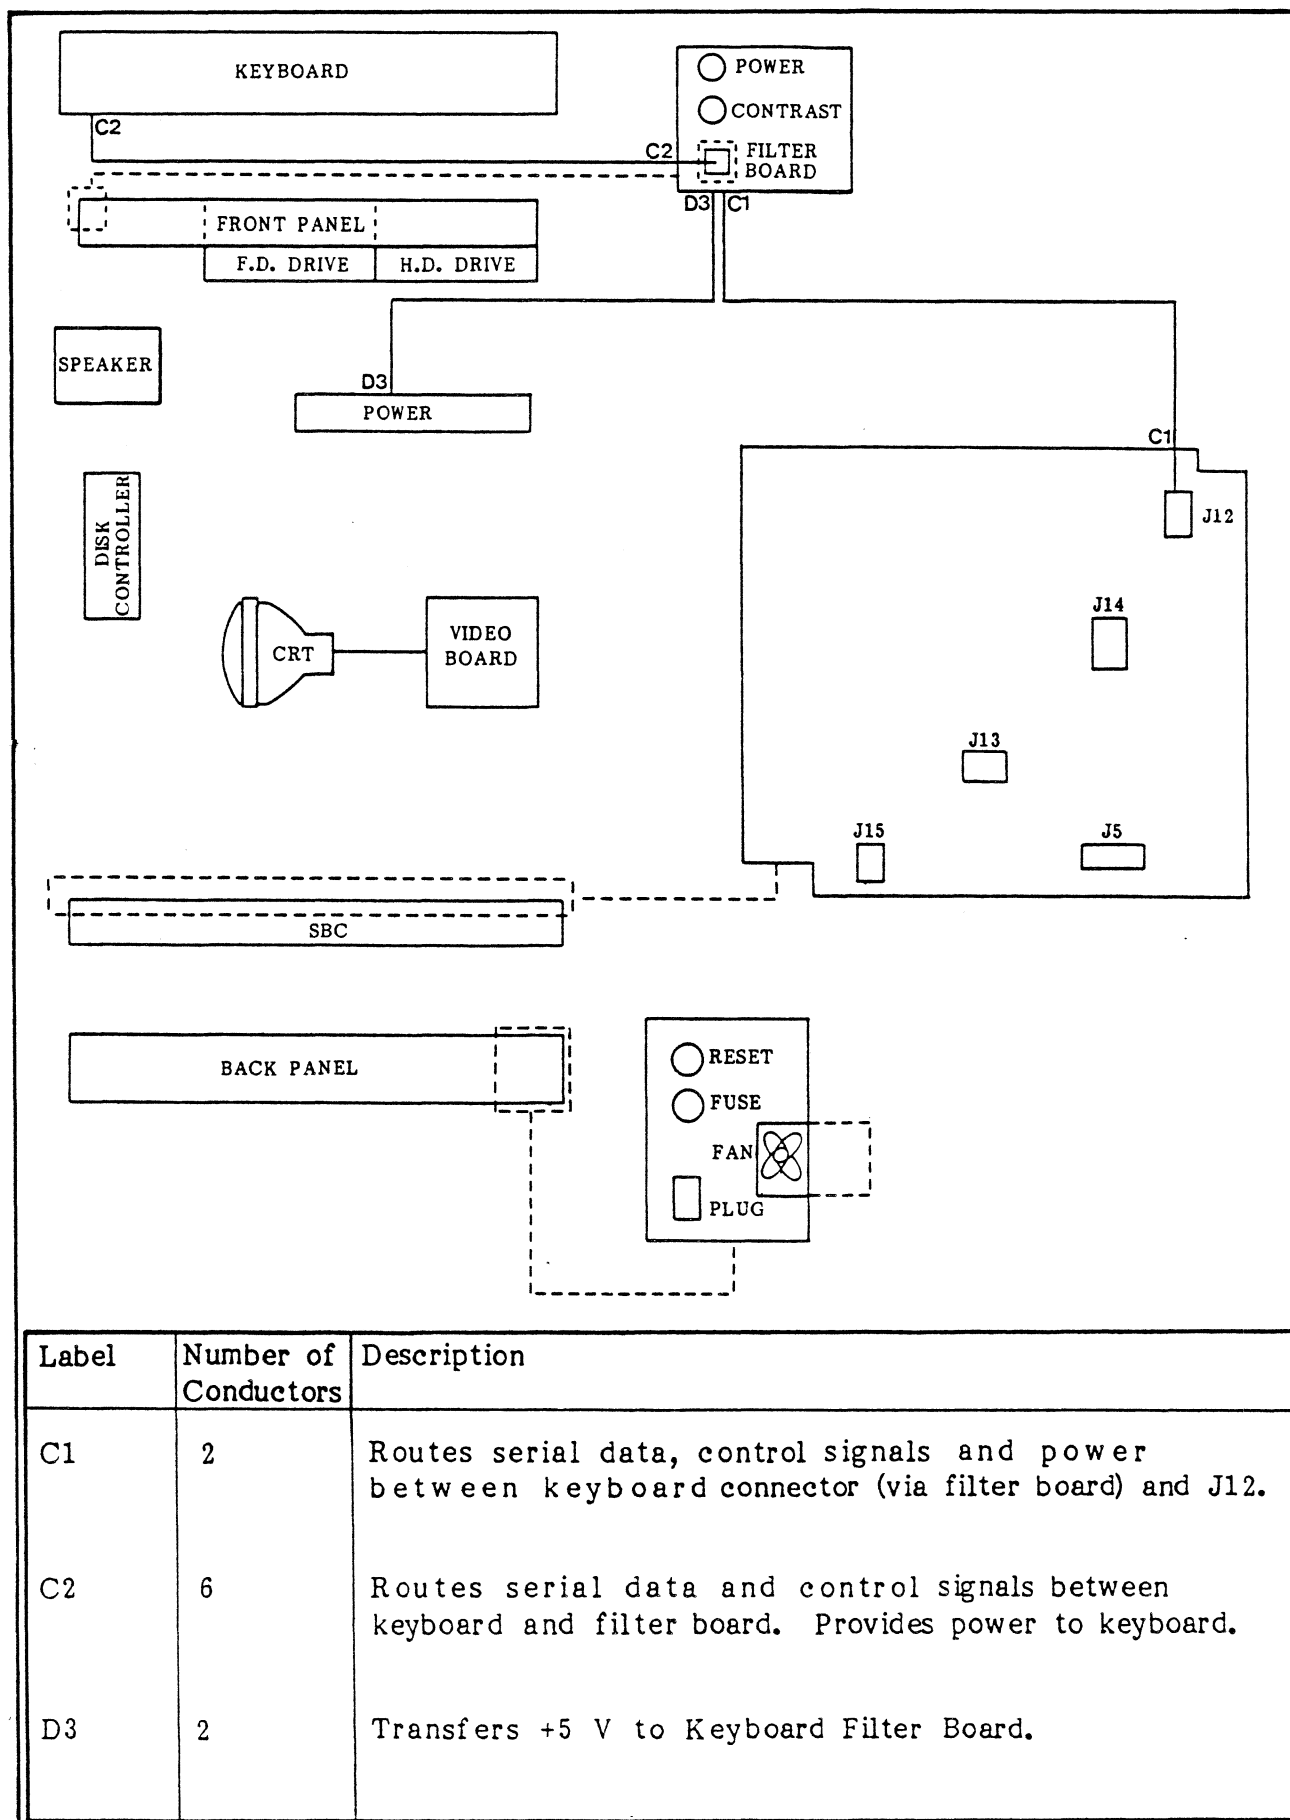 KEYBOARD
C2
C2
POWER
CONTRAST
FILTER
BOARD
D3
C1
FRONT PANEL
F.D. DRIVE
H.D. DRIVE
SPEAKER
D3
POWER
DISK
CONTROLLER
CRT
VIDEO
BOARD
C1
J12
J14
J13
J15
J5
SBC
BACK PANEL
RESET
FUSE
FAN
PLUG
Label
Number of
Conductors
Description
C1
2
Routes serial data, control signals and power
between keyboard connector (via filter board) and J12.
C2
6
Routes serial data and control signals between
keyboard and filter board. Provides power to keyboard.
D3
2
Transfers +5 V to Keyboard Filter Board.